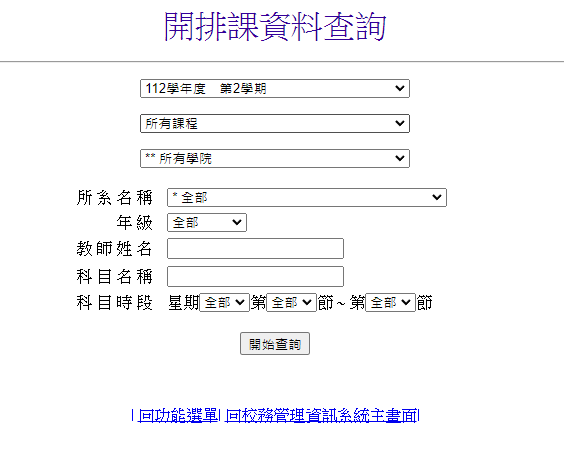 開排課資料查詢
112學年度　第2學期
所有課程
** 所有學院
所系名稱 * 全部
年級 全部
教師姓名
科目名稱
科目時段 星期 全部 第 全部 節 ~ 第 全部 節
開始查詢
| 回功能選單| 回校務管理資訊系統主畫面|